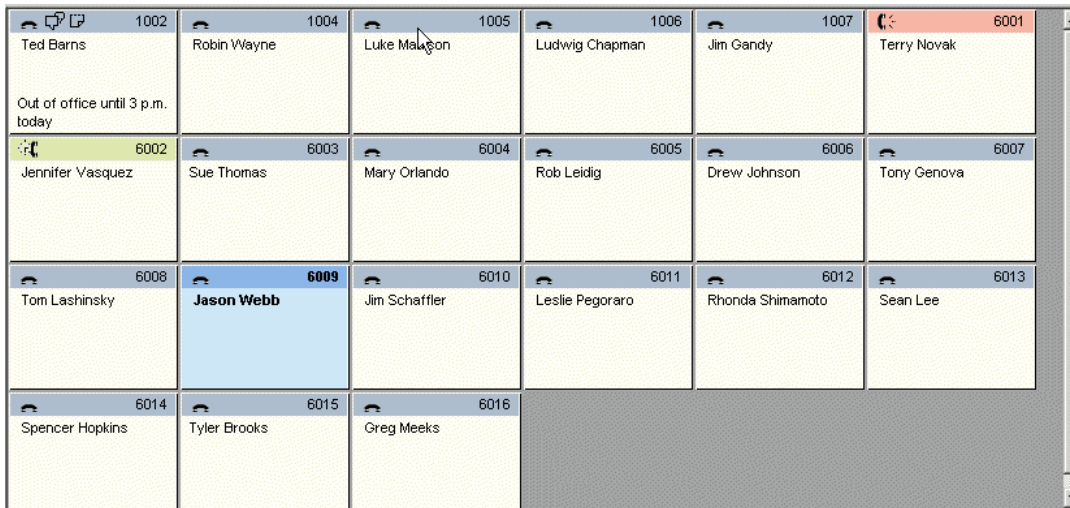 1002
Ted Barns
Out of office until 3 p.m.
today
1004
Robin Wayne
1005
Luke
1006
Ludwig Chapman
1007
Jim Gandy
6001
Terry Novak
6002
Jennifer Vasquez
6003
Sue Thomas
6004
Mary Orlando
6005
Rob Leidig
6006
Drew Johnson
6007
Tony Genova
6008
Tom Lashinsky
6009
Jason Webb
6010
Jim Schaffler
6011
Leslie Pegoraro
6012
Rhonda Shimamoto
6013
Sean Lee
6014
Spencer Hopkins
6015
Tyler Brooks
6016
Greg Meeks